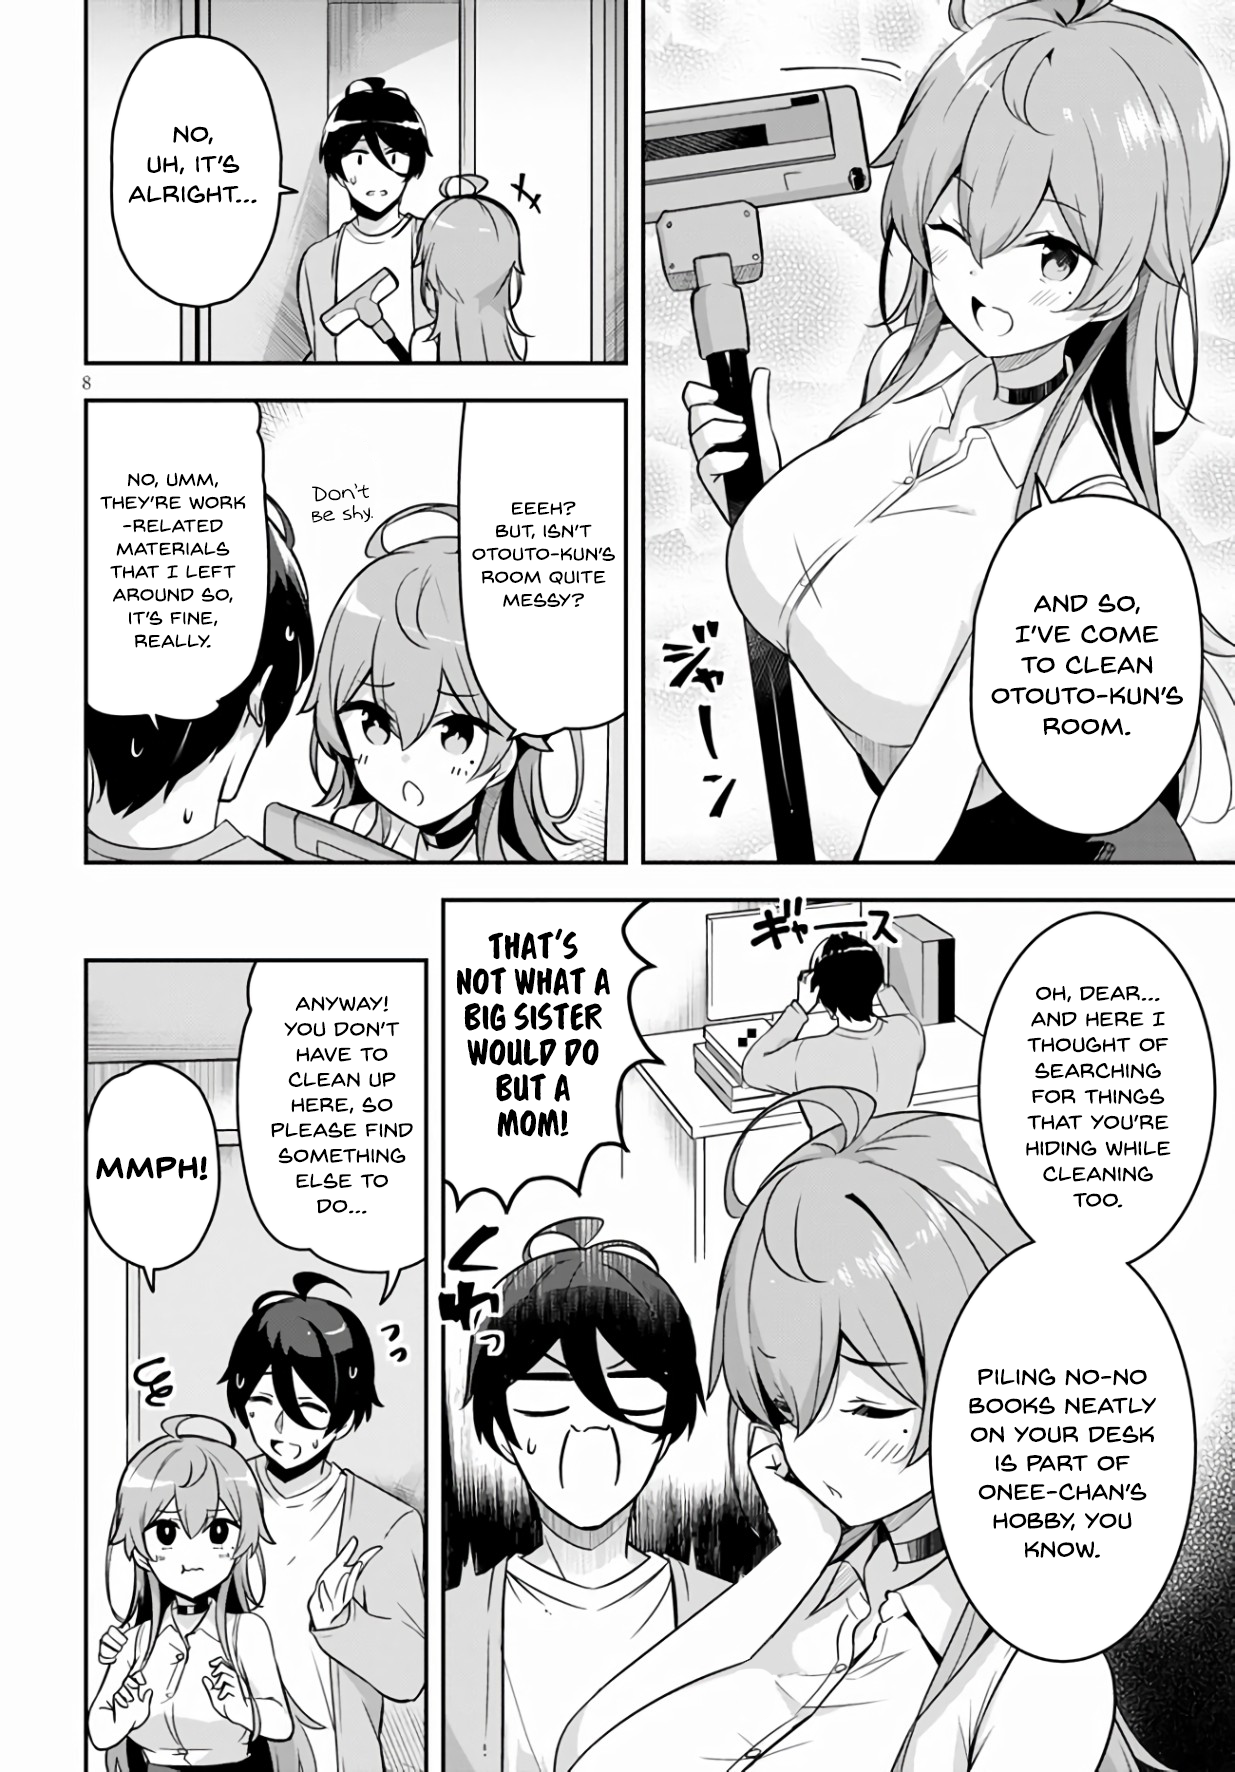 AND SO,
I'VE COME
TO CLEAN
OTOUTO-KUN'S
ROOM.
ジャーン
NO,
UH, IT'S
ALRIGHT...
8
EEEH?
BUT, ISN'T
OTOUTO-KUN'S
ROOM QUITE
MESSY?
Don't
be shy.
NO, UMM,
THEY'RE WORK
-RELATED
MATERIALS
THAT I LEFT
AROUND SO,
IT'S FINE,
REALLY.
OH, DEAR...
AND HERE I
THOUGHT OF
SEARCHING
FOR THINGS
THAT YOU'RE
HIDING WHILE
CLEANING
TOO.
ギャース
PILING NO-NO
BOOKS NEATLY
ON YOUR DESK
IS PART OF
ONEE-CHAN'S
HOBBY, YOU
KNOW.
THAT'S
NOT WHAT A
BIG SISTER
WOULD DO
BUT A
MOM!
くわっ
ANYWAY!
YOU DON'T
HAVE TO
CLEAN UP
HERE, SO
PLEASE FIND
SOMETHING
ELSE TO
DO...
MMPH!